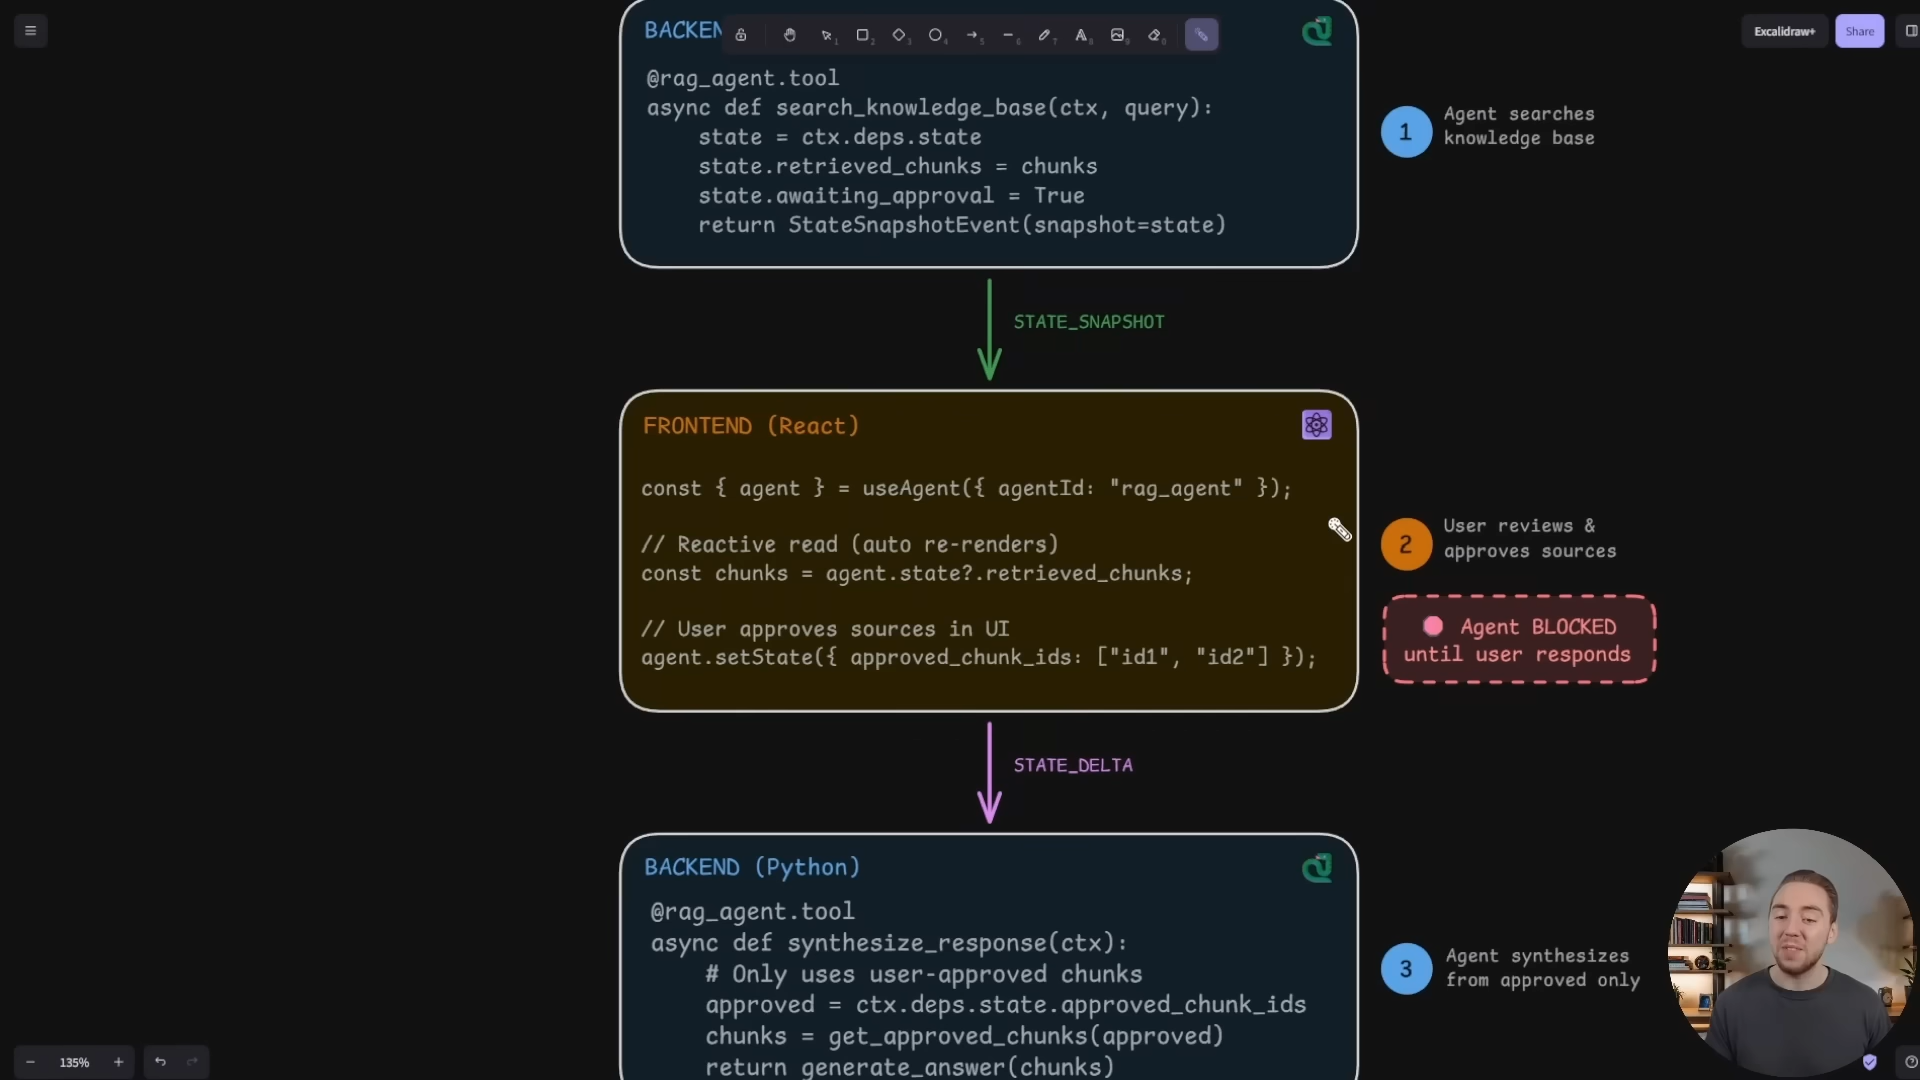 BACKEN
Excalidraw+
Share
@rag_agent.tool
async def search_knowledge_base(ctx, query):
state = ctx.deps.state
state.retrieved_chunks = chunks
state.awaiting_approval = True
return StateSnapshotEvent(snapshot=state)
1
Agent searches
knowledge base
STATE_SNAPSHOT
FRONTEND (React)
const { agent } = useAgent({ agentId: "rag_agent" });
// Reactive read (auto re-renders)
const chunks = agent.state?.retrieved_chunks;
// User approves sources in UI
agent.setState({ approved_chunk_ids: ["id1", "id2"] });
2
User reviews &
approves sources
Agent BLOCKED
until user responds
STATE_DELTA
BACKEND (Python)
@rag_agent.tool
async def synthesize_response(ctx):
# Only uses user-approved chunks
approved = ctx.deps.state.approved_chunk_ids
chunks = get_approved_chunks(approved)
return generate_answer(chunks)
3
Agent synthesizes
from approved only
135%